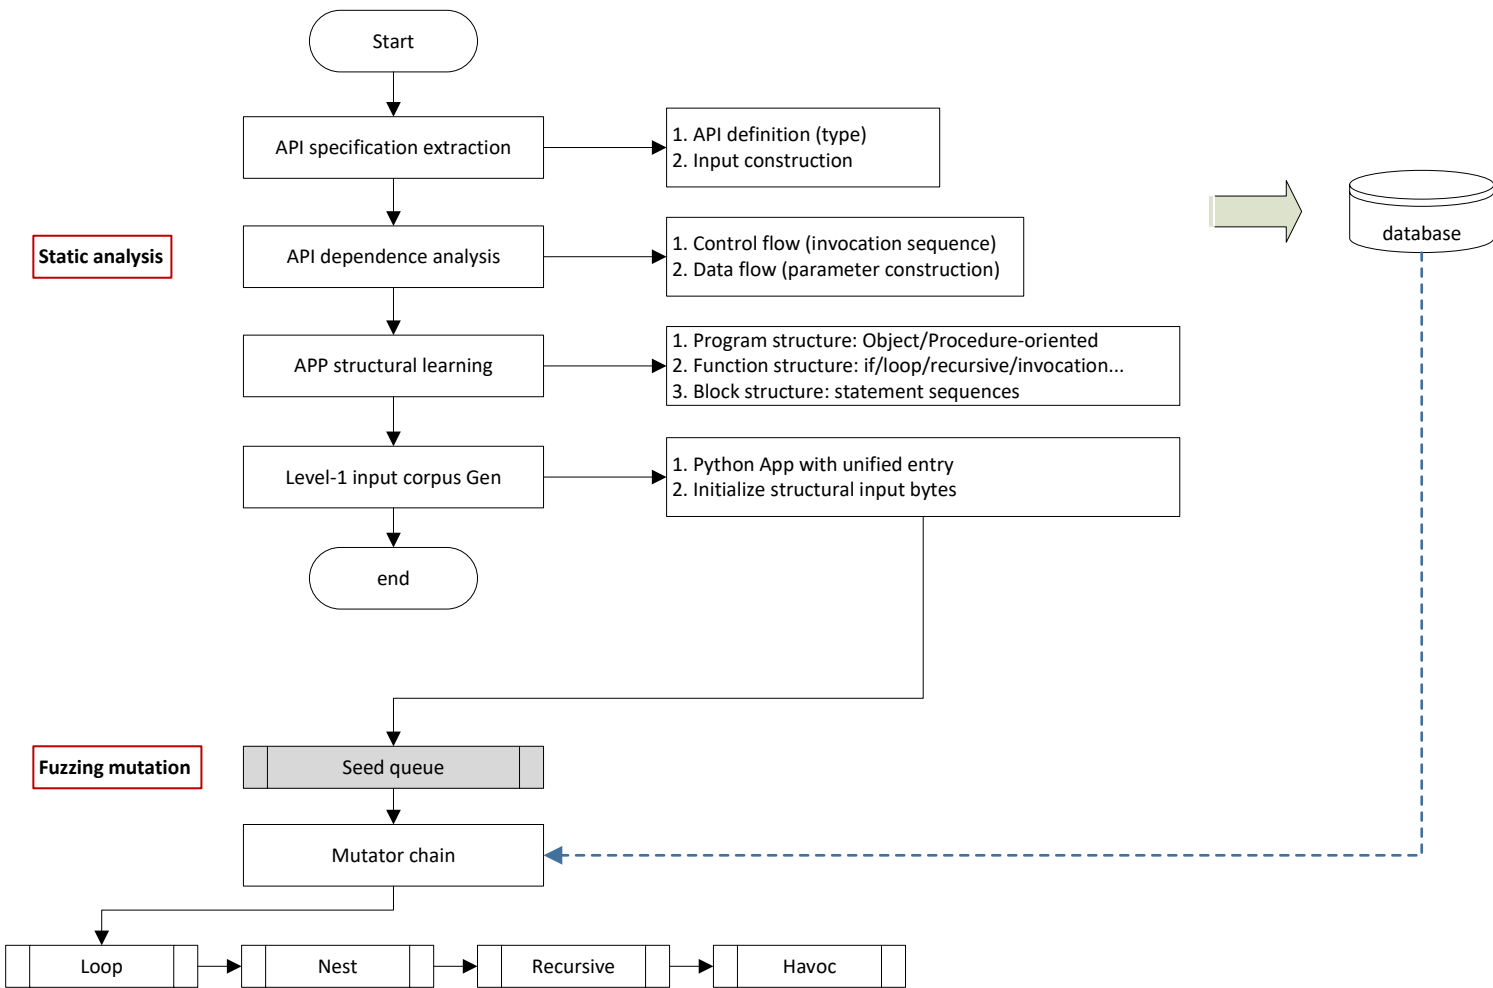 Start
API specification extraction
1. API definition (type)
2. Input construction
Static analysis
API dependence analysis
1. Control flow (invocation sequence)
2. Data flow (parameter construction)
database
APP structural learning
1. Program structure: Object/Procedure-oriented
2. Function structure: if/loop/recursive/invocation...
3. Block structure: statement sequences
Level-1 input corpus Gen
1. Python App with unified entry
2. Initialize structural input bytes
end
Fuzzing mutation
Seed queue
Mutator chain
Loop
Nest
Recursive
Havoc